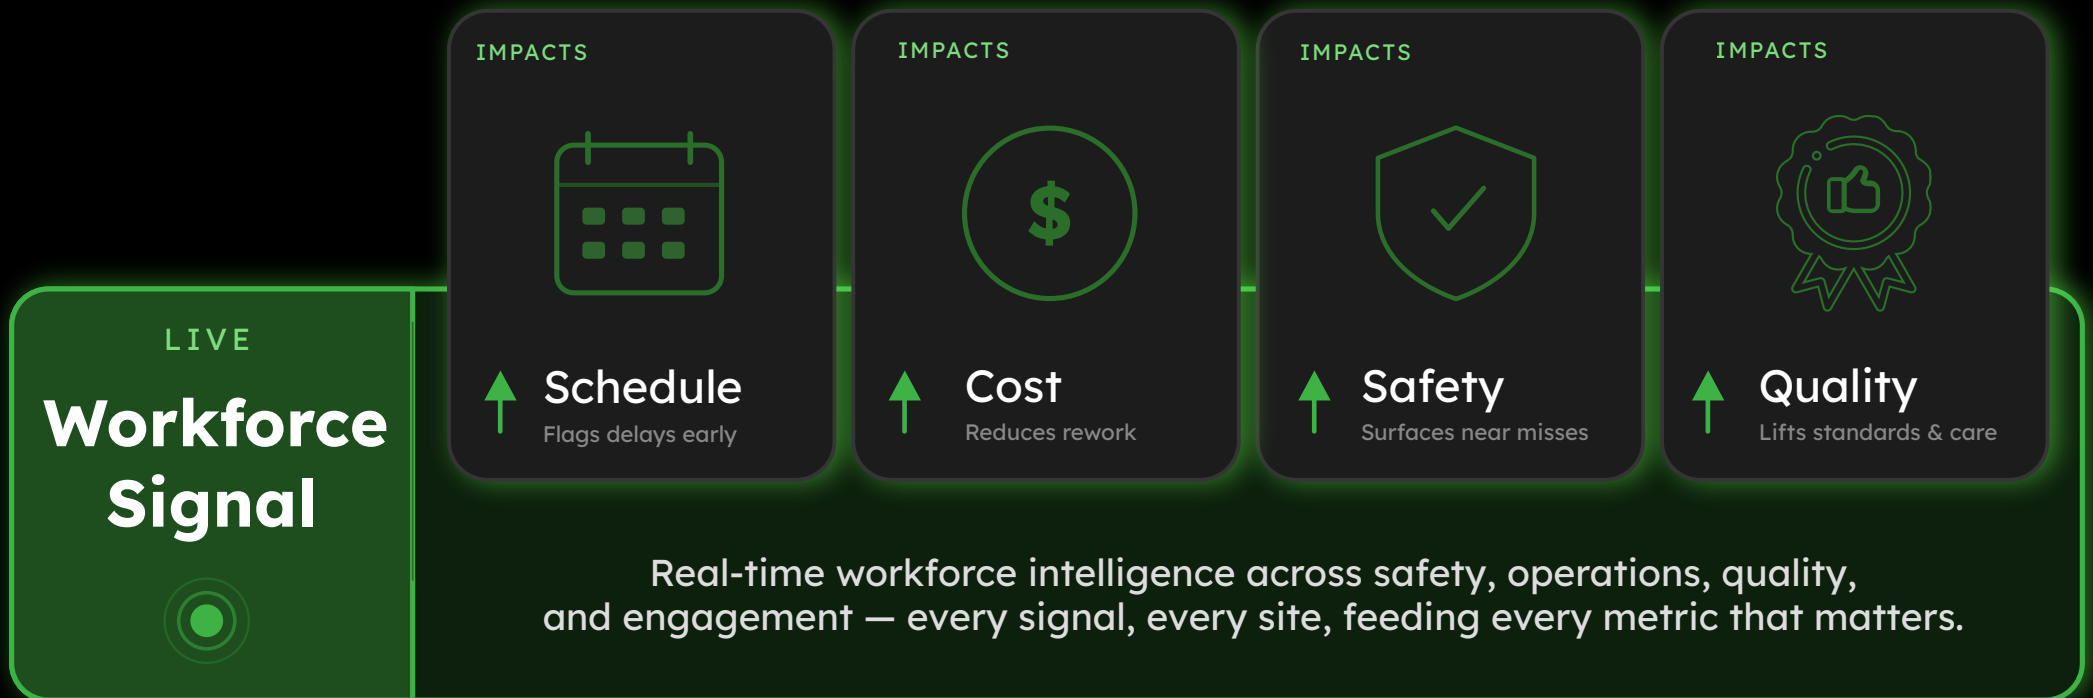 LIVE
Workforce
Signal
IMPACTS
$
Schedule
Flags delays early
IMPACTS
Cost
Reduces rework
IMPACTS
Safety
Surfaces near misses
IMPACTS
Quality
Lifts standards & care
Real-time workforce intelligence across safety, operations, quality,
and engagement — every signal, every site, feeding every metric that matters.